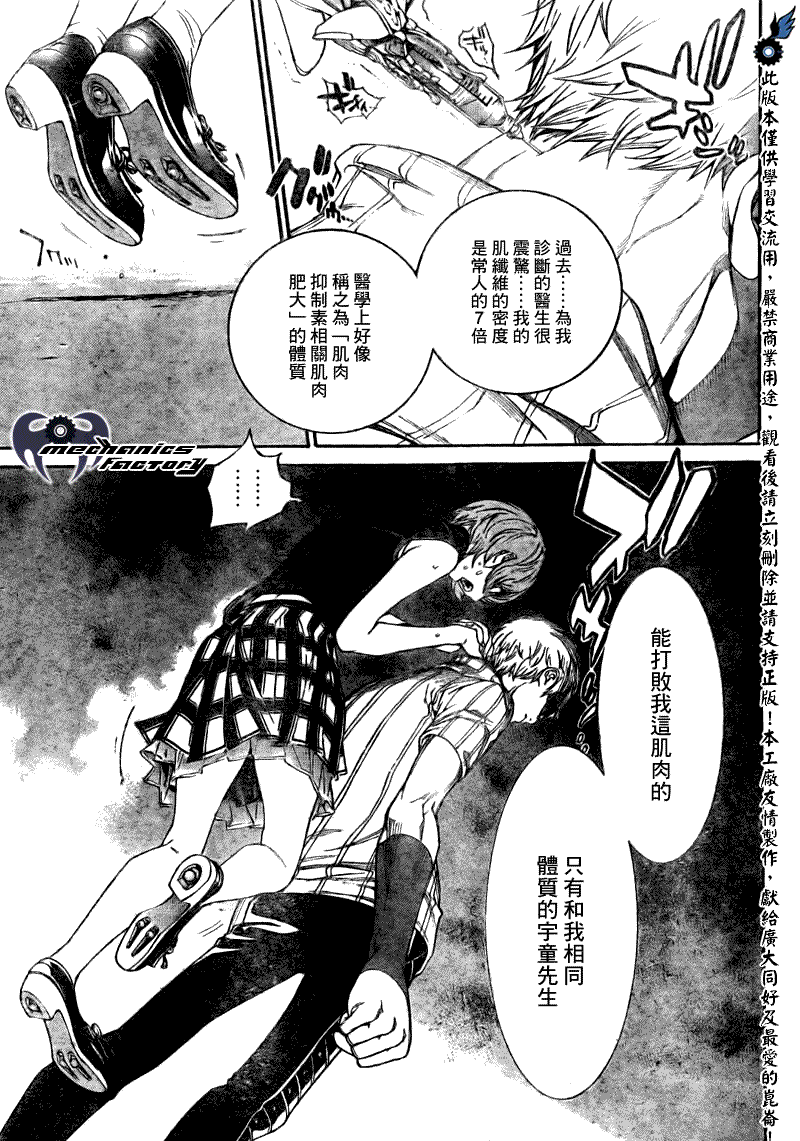 過去……為我
診斷的醫生很
震驚……我的
肌纖維的密度
是常人的7倍
醫學上好像
稱之為「肌肉
抑制素相關肌肉
肥大」的體質
……
……
能打敗我這肌肉的
只有和我相同
體質的宇童先生
mechanics
factory
此版本僅供學習交流用，嚴禁商業用途，觀看後請立刻刪除並請支持正版！本工廠友情製作，獻給廣大同好及最愛的崑崙！